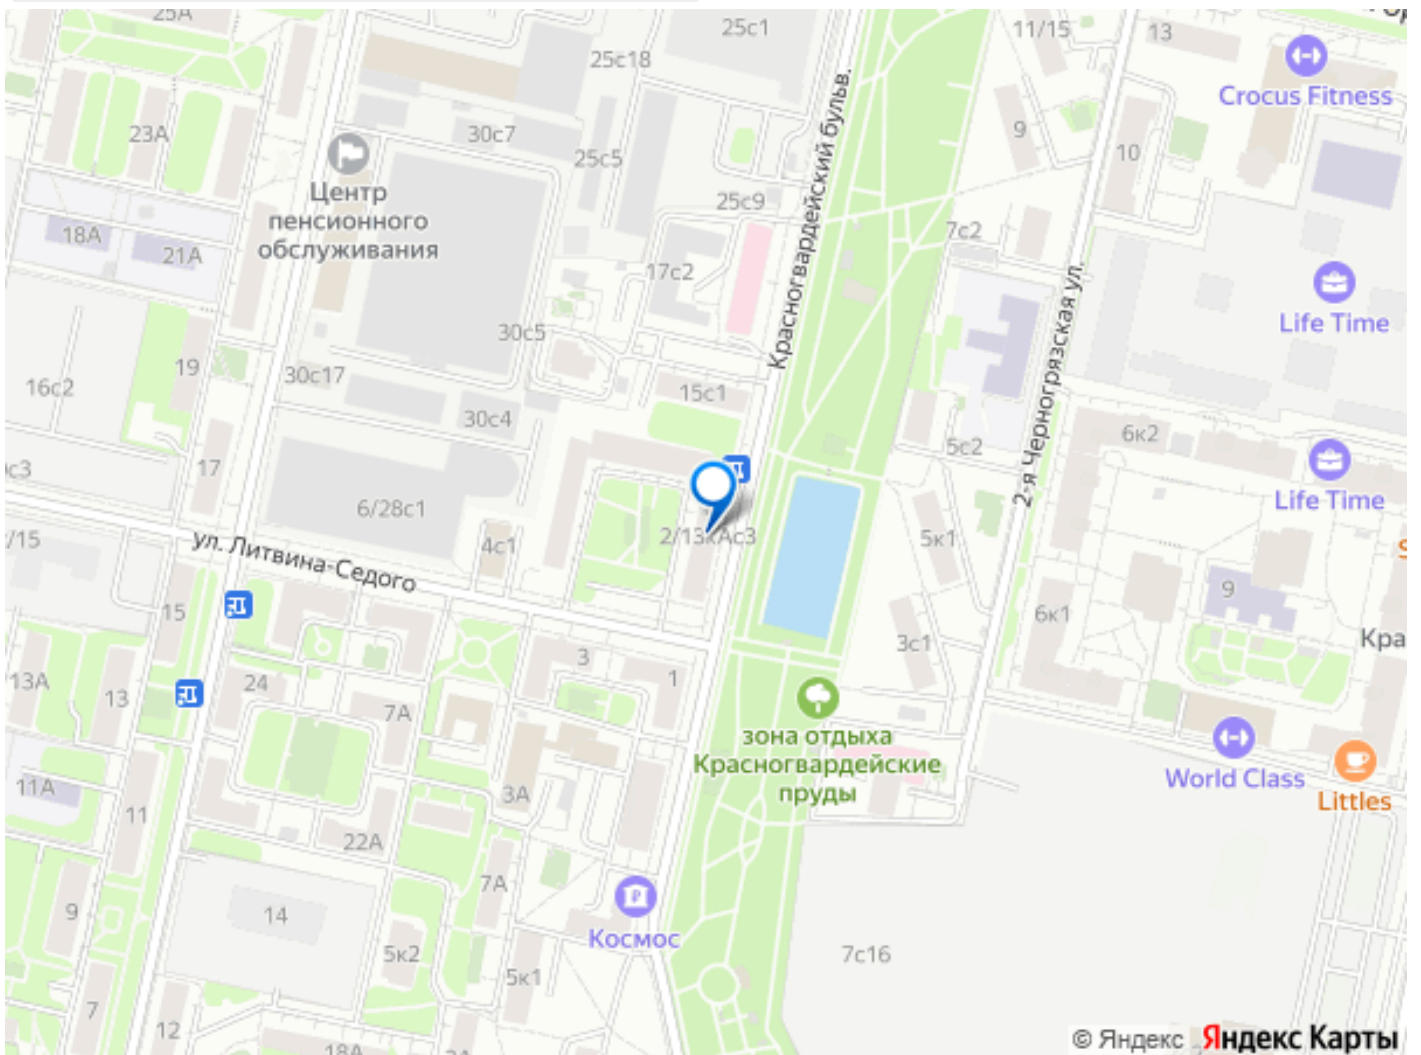 25А
25с1
11/15
13
25с18
Crocus Fitness
23А
30с7
9
10
25с5
Центр
пенсионного
обслуживания
Красногвардейский бульв.
25с9
18А
21А
7с2
17с2
Life Time
30с5
2-я Черногрязская ул.
19
30с17
16с2
15с1
30с4
6к2
5с2
17
Life Time
6/28с1
2/13кАс3
5к1
4с1
/15
ул. Литвина-Седого
9
15
6к1
3с1
Кра
3
1
13А
13
24
7А
зона отдыха
Красногвардейские
пруды
World Class
11А
3А
Littles
11
22А
7А
9
14
Космос
5к2
7с16
5к1
7
12
18А
© Яндекс Яндекс Карты